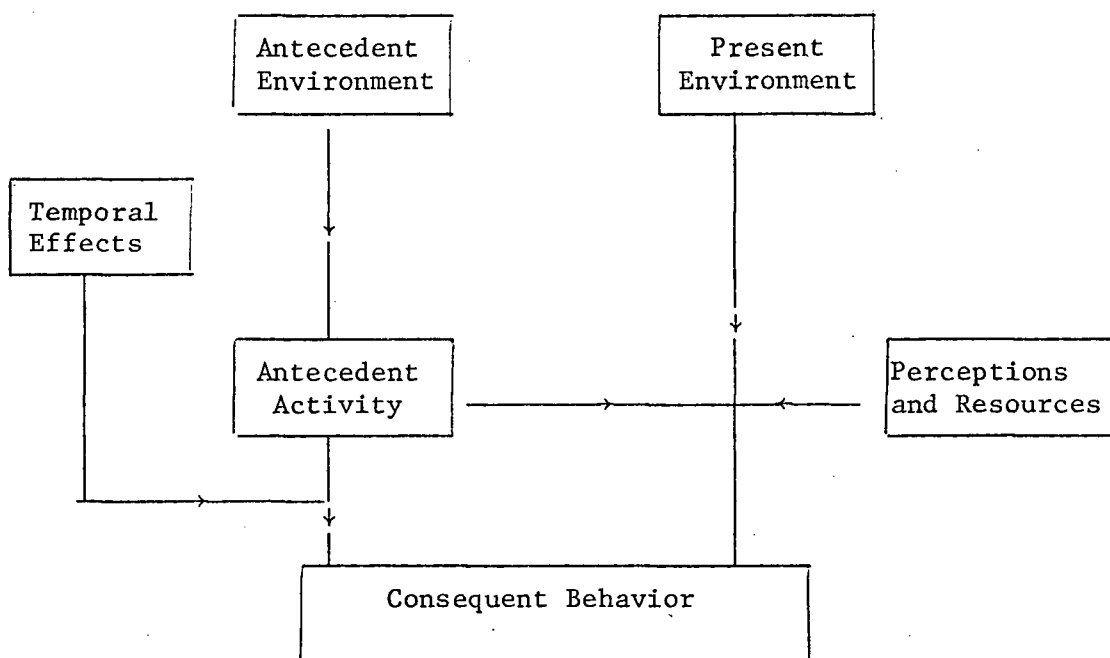 Antecedent
Environment
Present
Environment
Temporal
Effects
Antecedent
Activity
Perceptions
and Resources
Consequent Behavior